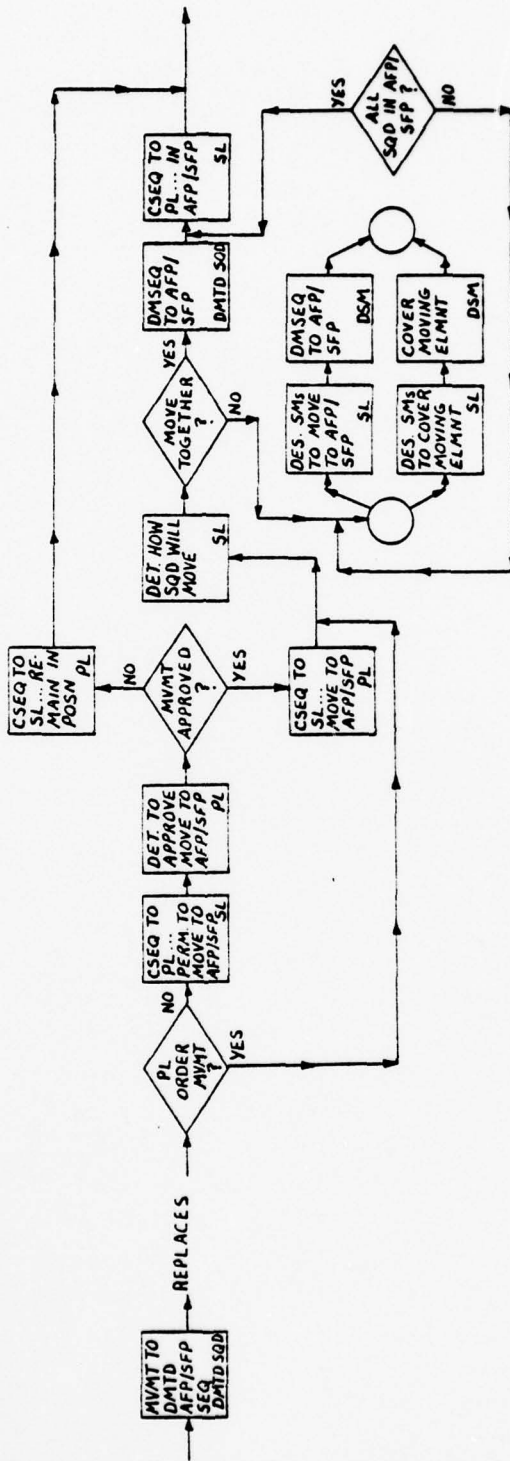 MVMT TO
DMTD
AFP/SFP
SEQ
DMTD SQD
REPLACES
PL
ORDER
MVMT
?
NO
YES
CSEQ TO
PL...
PERM. TO
MOVE TO
AFP/SFP
SL
DET. TO
APPROVE
MOVE TO
AFP/SFP
PL
MVMT
APPROVED
?
NO
YES
CSEQ TO
SL... RE-
MAIN IN
POSN
PL
CSEQ TO
SL...
MOVE TO
AFP/SFP
PL
DET. HOW
SQD WILL
MOVE
SL
MOVE
TOGETHER
?
YES
NO
DMSEQ
TO AFP/
SFP
DMTD SQD
CSEQ TO
PL... IN
AFP/SFP
SL
DES. SMs
TO MOVE
TO AFP/
SFP
SL
DMSEQ
TO AFP/
SFP
DSM
DES. SMs
TO COVER
MOVING
ELMNT
SL
COVER
MOVING
ELMNT
DSM
ALL
SQD IN AFP/
SFP ?
YES
NO